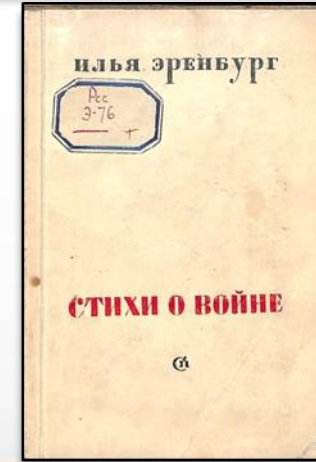 ИЛЬЯ ЭРЕНБУРГ
Рсс
Э-76
т
СТИХИ О ВОЙНЕ